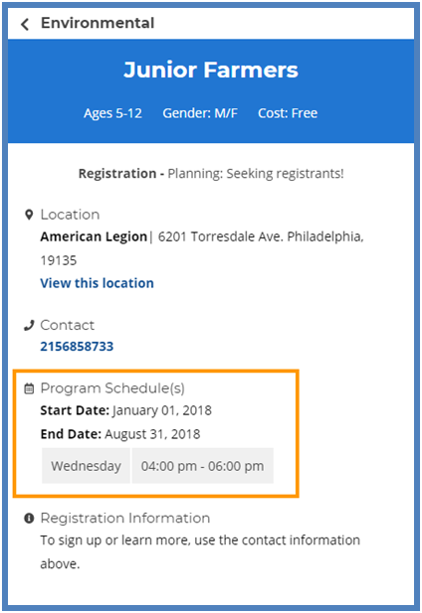 Environmental
Junior Farmers
Ages 5-12 Gender: M/F Cost: Free
Registration - Planning: Seeking registrants!
Location
American Legion| 6201 Torresdale Ave. Philadelphia,
19135
View this location
Contact
2156858733
Program Schedule(s)
Start Date: January 01, 2018
End Date: August 31, 2018
Wednesday 04:00 pm - 06:00 pm
Registration Information
To sign up or learn more, use the contact information
above.